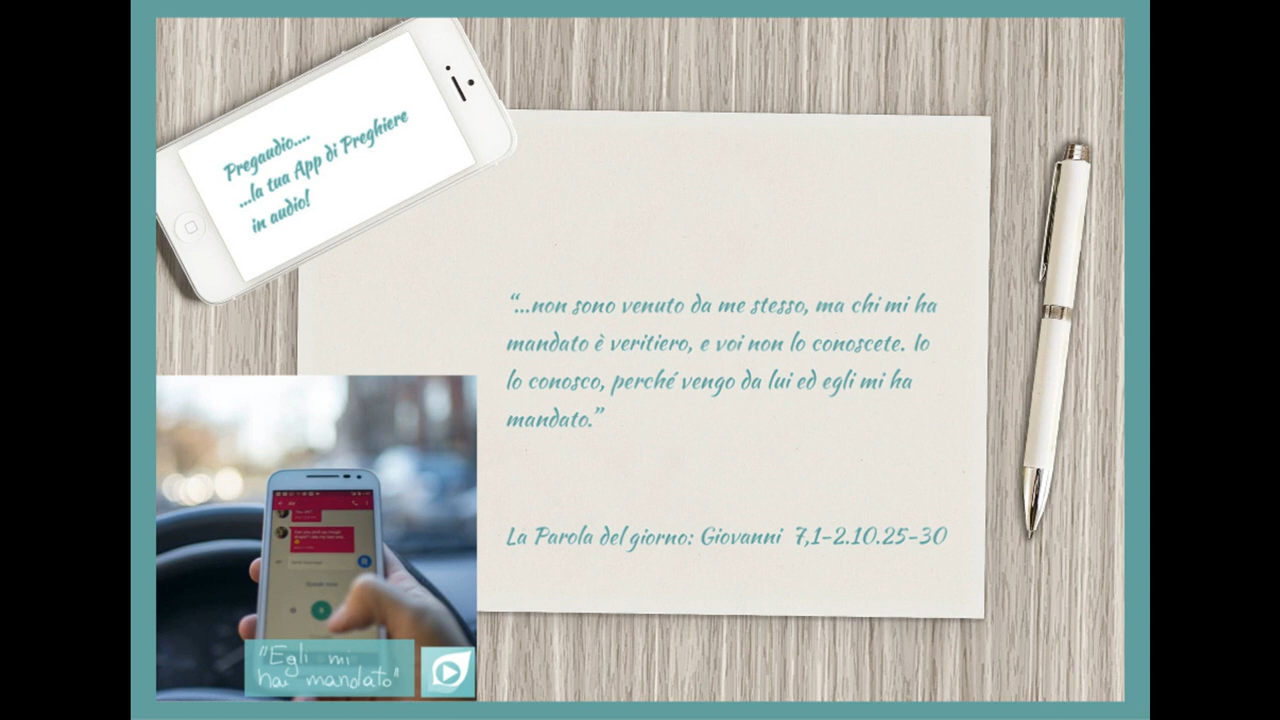 Pregaudio....
...la tua App di Preghiere
in audio!
“...non sono venuto da me stesso, ma chi mi ha
mandato è veritiero, e voi non lo conoscete. Io
lo conosco, perché vengo da lui ed egli mi ha
mandato.”
La Parola del giorno: Giovanni 7,1-2.10.25-30
"Egli mi
hai mandato"